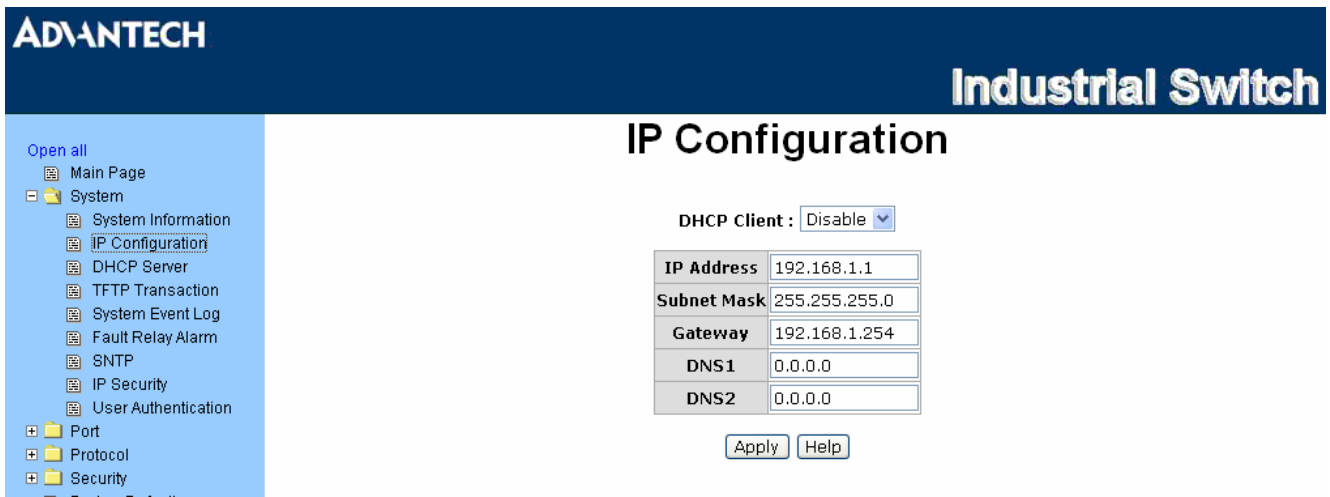 ADVANTECH
Industrial Switch
Open all
Main Page
System
System Information
IP Configuration
DHCP Server
TFTP Transaction
System Event Log
Fault Relay Alarm
SNTP
IP Security
User Authentication
Port
Protocol
Security
IP Configuration
DHCP Client : Disable
IP Address 192.168.1.1
Subnet Mask 255.255.255.0
Gateway 192.168.1.254
DNS1 0.0.0.0
DNS2 0.0.0.0
Apply Help